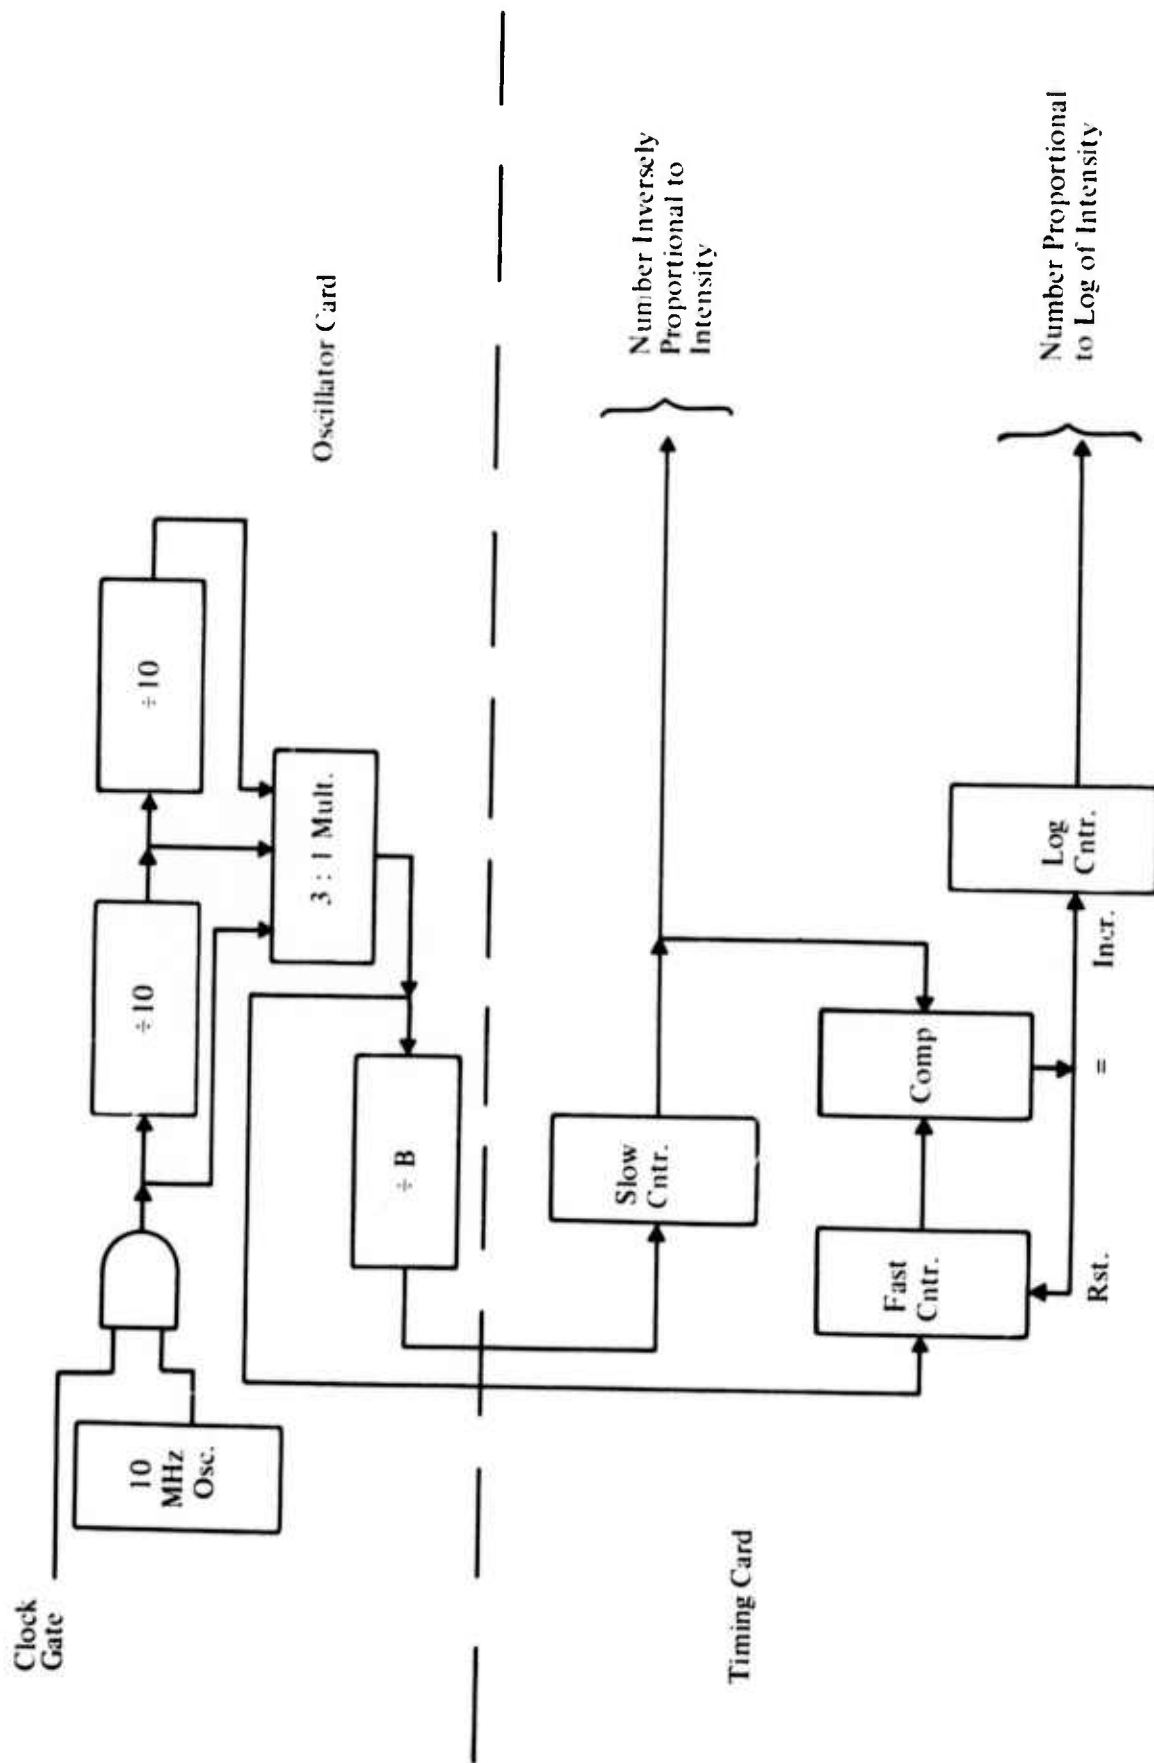 Clock
Gate
10
MHz
Osc.
÷10
÷10
3 : 1 Mult.
÷ B
Oscillator Card
Timing Card
Slow
Cntr.
Number Inversely
Proportional to
Intensity
Fast
Cntr.
Comp
Rst.
=
Incr.
Log
Cntr.
Number Proportional
to Log of Intensity